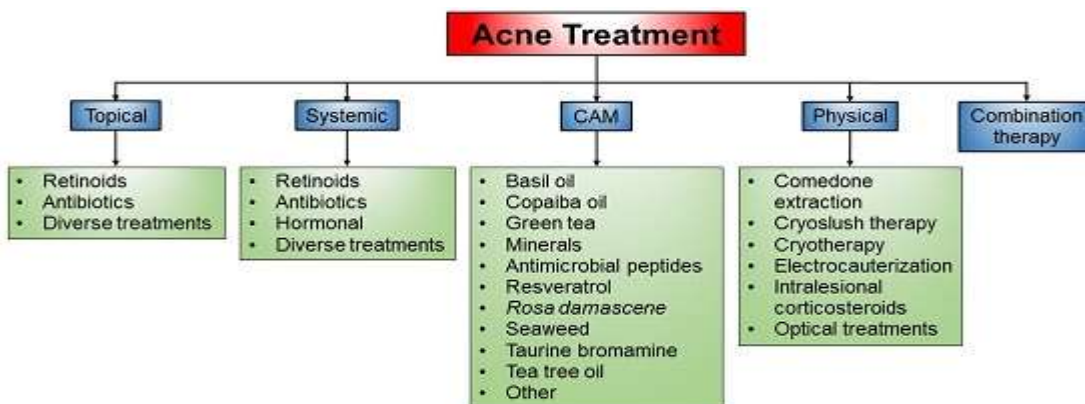 Acne Treatment
Topical
Systemic
CAM
Physical
Combination
therapy
• Retinoids
• Antibiotics
• Diverse treatments
• Retinoids
• Antibiotics
• Hormonal
• Diverse treatments
• Basil oil
• Copaiba oil
• Green tea
• Minerals
• Antimicrobial peptides
• Resveratrol
• Rosa damascene
• Seaweed
• Taurine bromamine
• Tea tree oil
• Other
• Comedone
extraction
• Cryoslush therapy
• Cryotherapy
• Electrocauterization
• Intralesional
corticosteroids
• Optical treatments